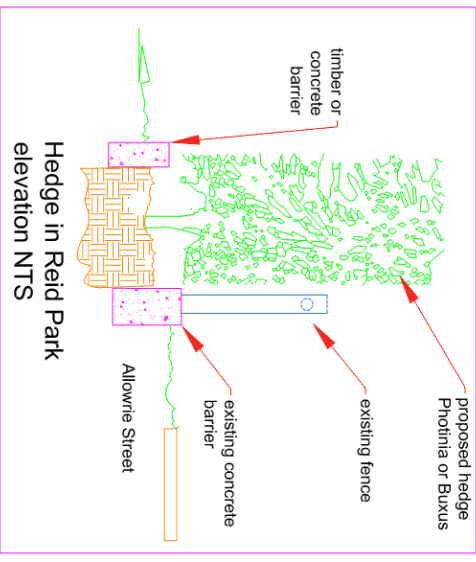 timber or
concrete
barrier
proposed hedge
Photinia or Buxus
existing fence
existing concrete
barrier
Allowrie Street
Hedge in Reid Park
elevation NTS